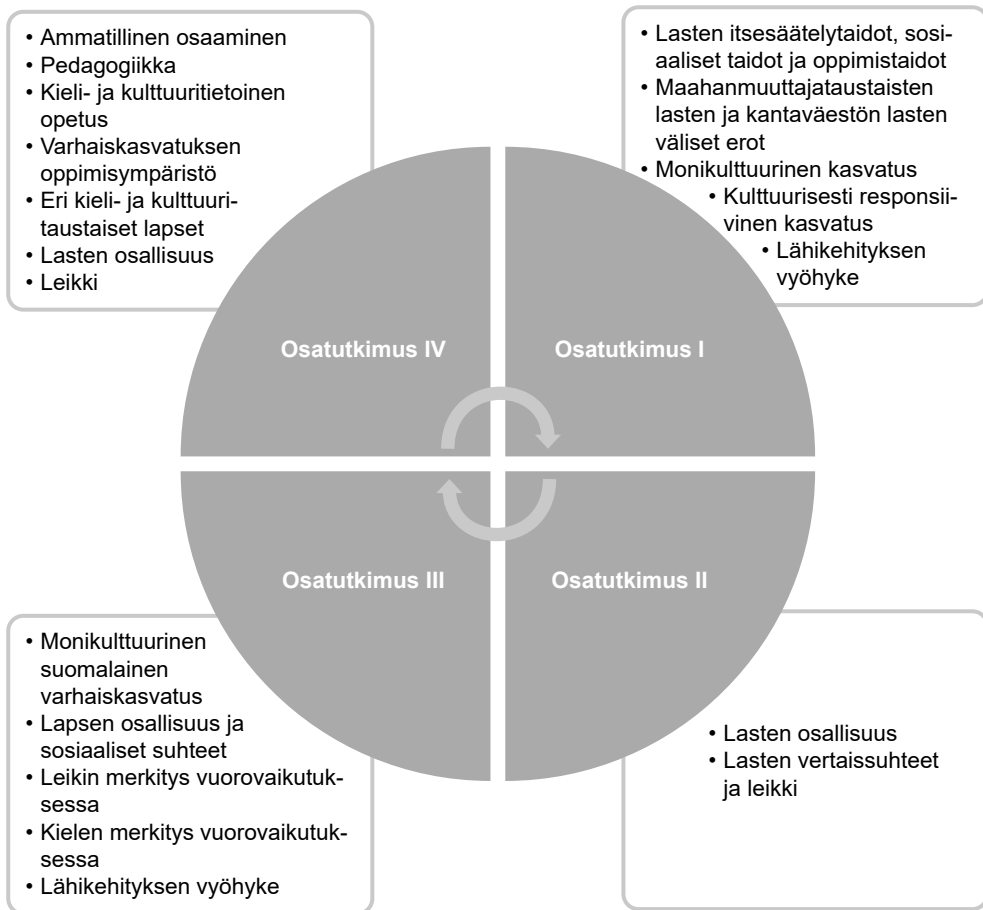 • Ammatillinen osaaminen
• Pedagogiikka
• Kieli- ja kulttuuritietoinen
opetus
• Varhaiskasvatuksen
oppimisympäristö
• Eri kieli- ja kulttuuri-
taustaiset lapset
• Lasten osallisuus
• Leikki
• Lasten itsesäätelytaidot, sosi-
aaliset taidot ja oppimistaidot
• Maahanmuuttajataustaisten
lasten ja kantaväestön lasten
väliset erot
• Monikulttuurinen kasvatus
• Kulttuurisesti responsii-
vinen kasvatus
• Lähikehityksen
vyöhyke
Osatutkimus IV
Osatutkimus I
Osatutkimus III
Osatutkimus II
• Monikulttuurinen
suomalainen
varhaiskasvatus
• Lapsen osallisuus ja
sosiaaliset suhteet
• Leikin merkitys vuorovaikutuk-
sessa
• Kielen merkitys vuorovaikutuk-
sessa
• Lähikehityksen vyöhyke
• Lasten osallisuus
• Lasten vertaissuhteet
ja leikki